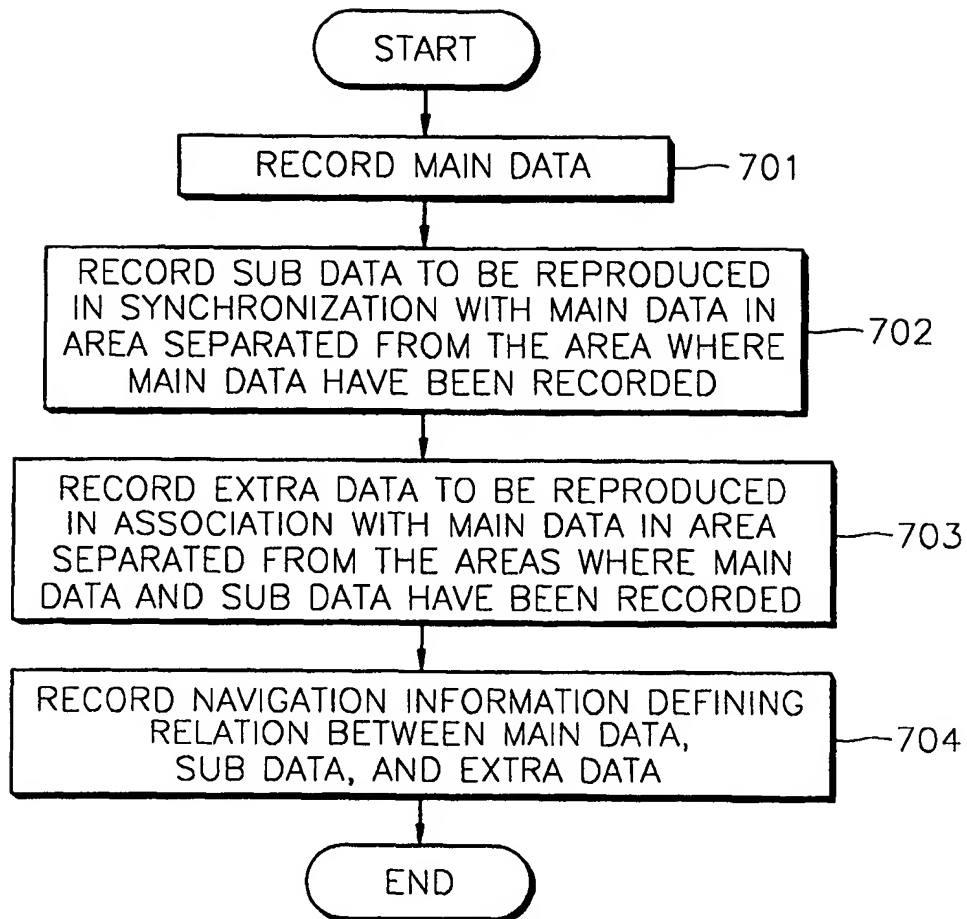 START
RECORD MAIN DATA
701
RECORD SUB DATA TO BE REPRODUCED
IN SYNCHRONIZATION WITH MAIN DATA IN
AREA SEPARATED FROM THE AREA WHERE
MAIN DATA HAVE BEEN RECORDED
702
RECORD EXTRA DATA TO BE REPRODUCED
IN ASSOCIATION WITH MAIN DATA IN AREA
SEPARATED FROM THE AREAS WHERE MAIN
DATA AND SUB DATA HAVE BEEN RECORDED
703
RECORD NAVIGATION INFORMATION DEFINING
RELATION BETWEEN MAIN DATA,
SUB DATA, AND EXTRA DATA
704
END